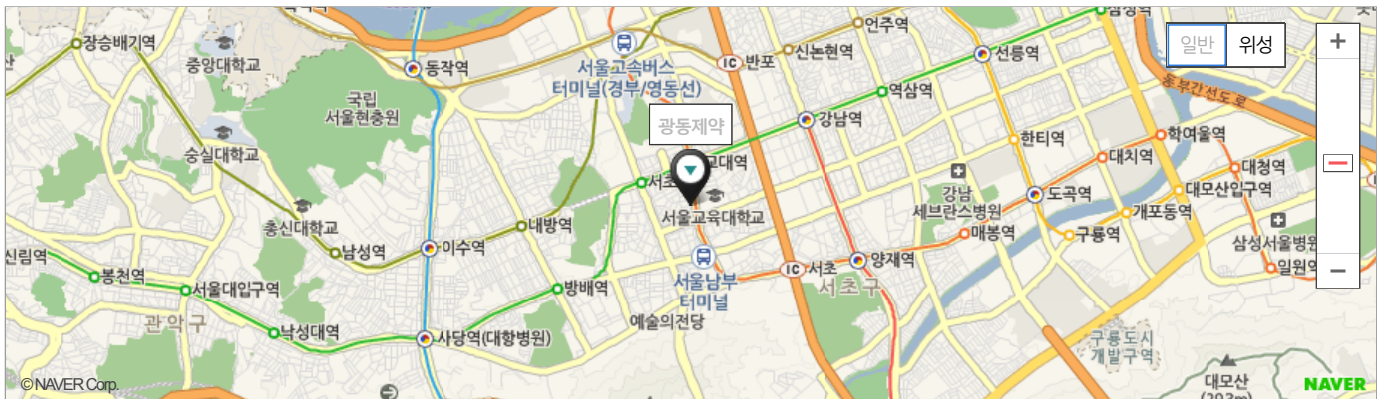 장승배기역
중앙대학교
동작역
국립
서울현충원
숭실대학교
총신대학교
남성역
이수역
내방역
신림역
봉천역
서울대입구역
관악구
낙성대역
사당역(대항병원)
방배역
서울고속버스
터미널(경부/영동선)
IC 반포
신논현역
언주역
삼성역
선릉역
역삼역
강남역
광동제약
교대역
서초
서울교육대학교
서울남부
터미널
예술의전당
IC 서초
양재역
서초구
강남
세브란스병원
매봉역
도곡역
한티역
대치역
학여울역
동부간선도로
대청역
대모산입구역
개포동역
구룡역
삼성서울병원
일원역
구룡도시
개발구역
대모산
일반
위성
+
−
© NAVER Corp.
NAVER